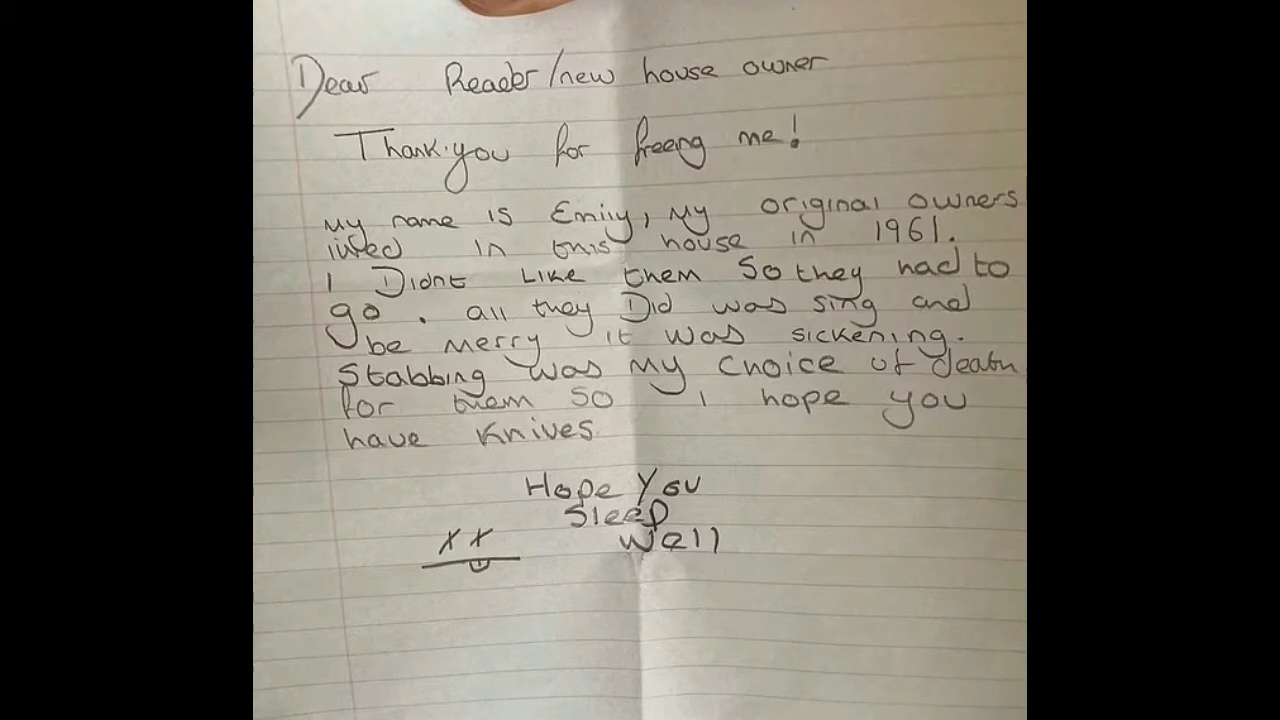 Dear Reader/new house owner
Thank.you for freeing me!
my name is Emily, my original owners
lived in this house in 1961.
I Didnt Like them so they had to
go. all they Did was sing and
be merry it was sickening.
Stabbing was my choice of death
for them so I hope you
have Knives.
Hope You
Sleep
Well
XX